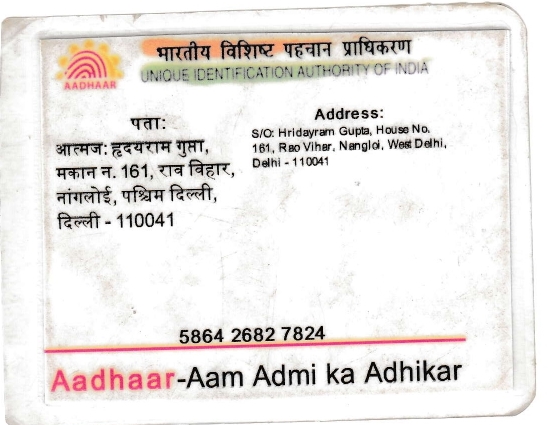 भारतीय विशिष्ट पहचान प्राधिकरण
UNIQUE IDENTIFICATION AUTHORITY OF INDIA
AADHAAR
पता:
आत्मज: हृदयराम गुप्ता,
मकान न. 161, राव विहार,
नांगलोई, पश्चिम दिल्ली,
दिल्ली - 110041
Address:
S/O: Hridayram Gupta, House No.
161, Rao Vihar, Nangloi, West Delhi,
Delhi - 110041
5864 2682 7824
Aadhaar-Aam Admi ka Adhikar